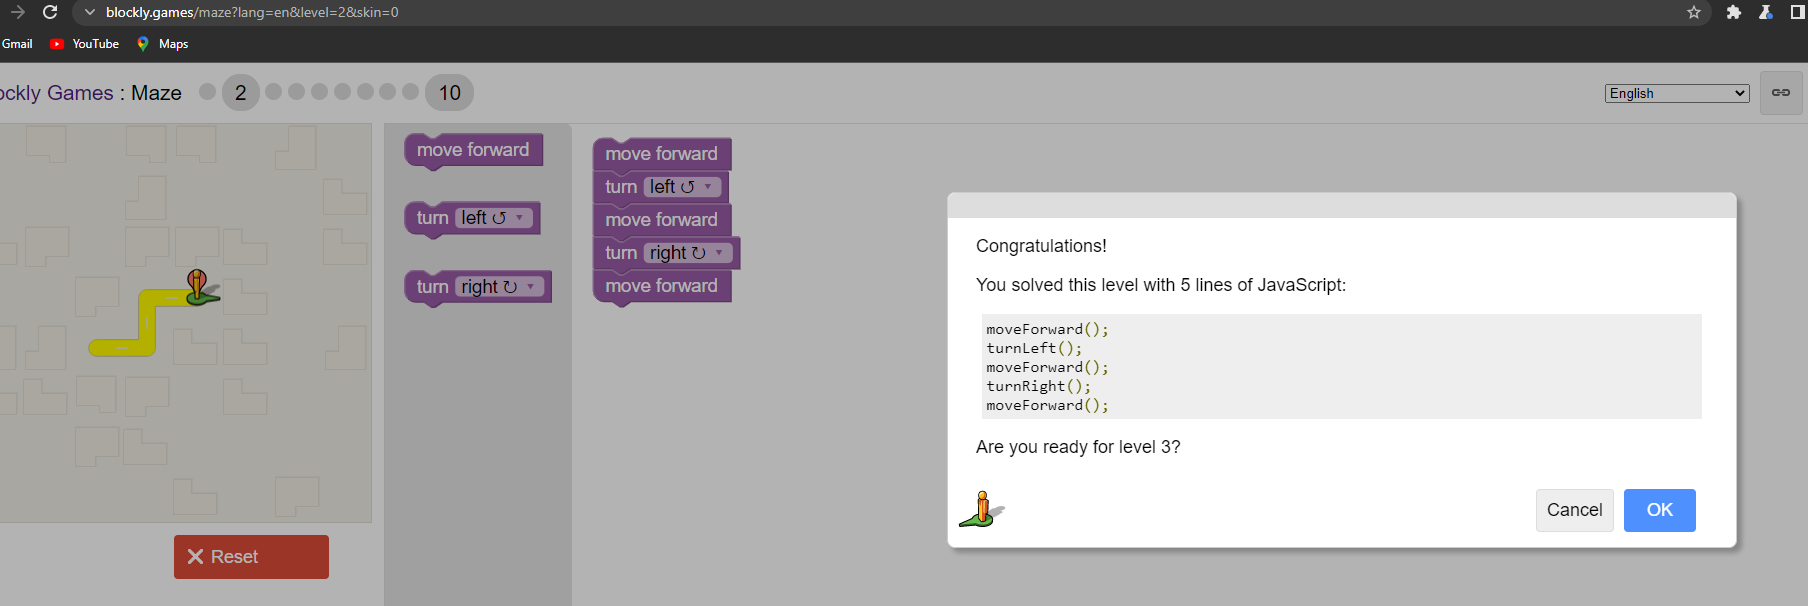 blockly.games/maze?lang=en&level=2&skin=0
Gmail YouTube Maps
ockly Games : Maze 2 10 English
move forward
turn left
turn right
move forward
turn left
move forward
turn right
move forward
Congratulations!
You solved this level with 5 lines of JavaScript:
moveForward();
turnLeft();
moveForward();
turnRight();
moveForward();
Are you ready for level 3?
Cancel OK
Reset